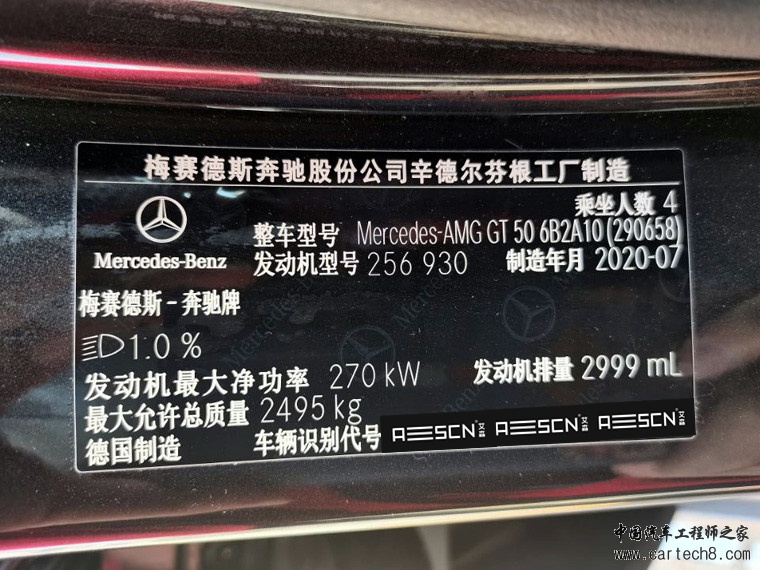 梅赛德斯奔驰股份公司辛德尔芬根工厂制造
乘坐人数 4
整车型号 Mercedes-AMG GT 50 6B2A10(290658)
Mercedes-Benz
发动机型号 256 930 制造年月 2020-07
梅赛德斯-奔驰牌
1.0 %
发动机最大净功率 270 kW 发动机排量 2999 mL
最大允许总质量 2495 kg
德国制造 车辆识别代号 AESCN AESCN AESCN
中国汽车工程师之家
www.cartech8.com